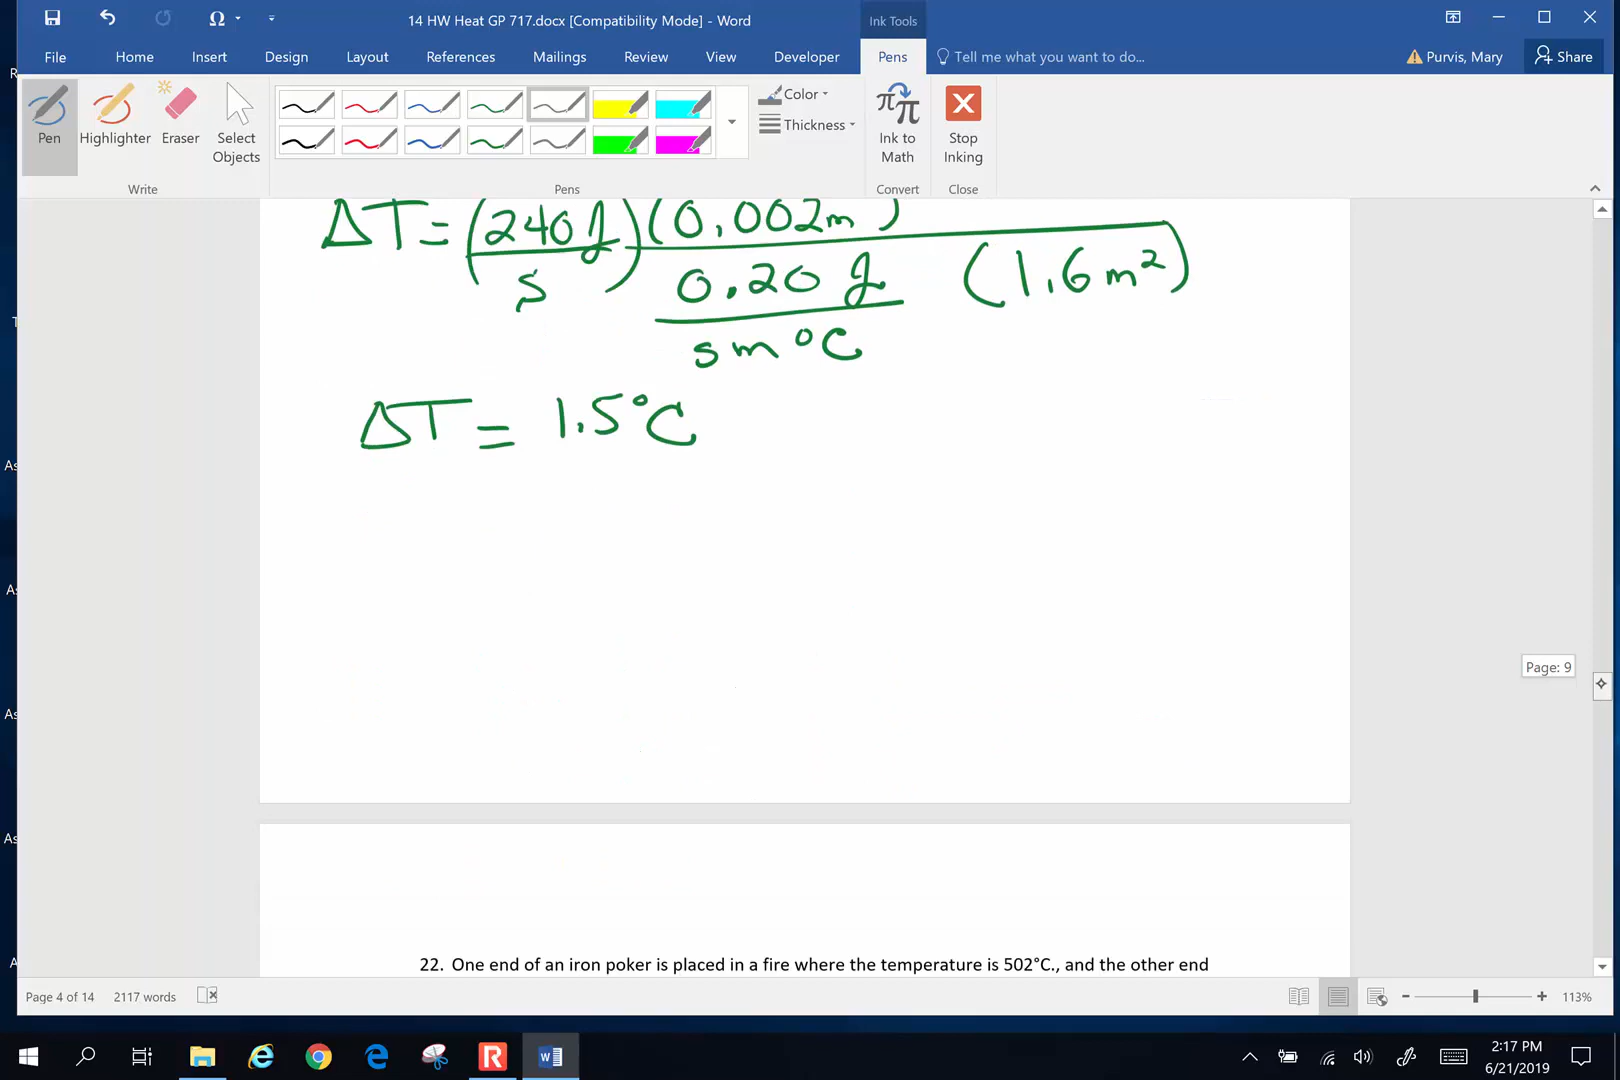 14 HW Heat GP 717.docx [Compatibility Mode] - Word
Ink Tools
File Home Insert Design Layout References Mailings Review View Developer Pens Tell me what you want to do... Purvis, Mary Share
Pen Highlighter Eraser Select Objects
Color
Thickness
Ink to Math
Stop Inking
Write Pens Convert Close
ΔT = (240 J)(0.002m)
s
0.20 J (1.6 m²)
s m °C
ΔT = 1.5°C
Page: 9
22. One end of an iron poker is placed in a fire where the temperature is 502°C., and the other end
Page 4 of 14 2117 words 113%
2:17 PM
6/21/2019